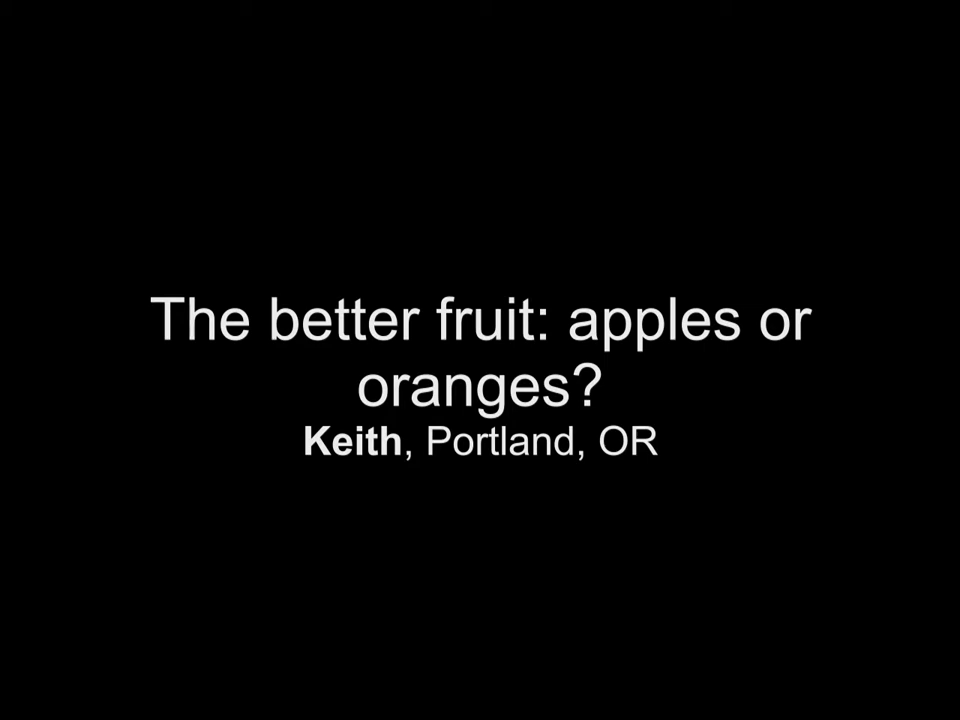 The better fruit: apples or
oranges?
Keith, Portland, OR